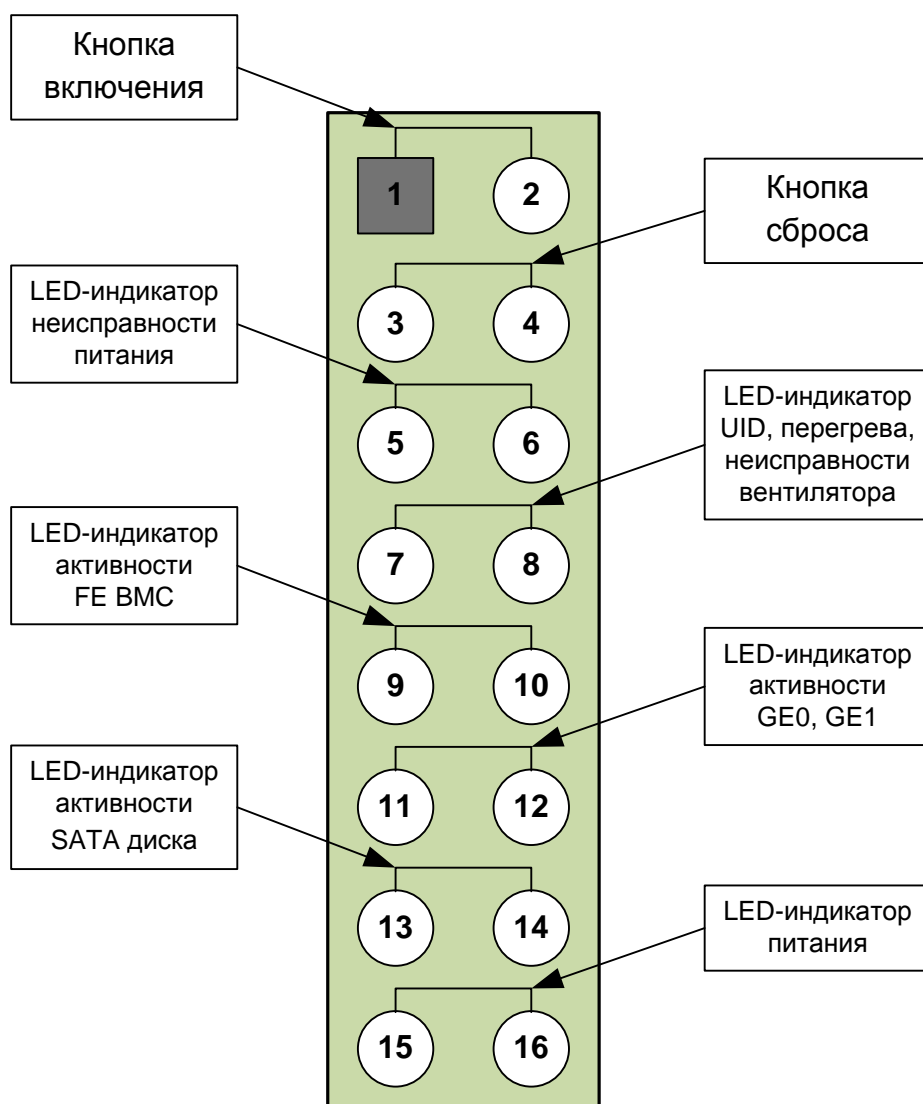 Кнопка
включения
1
2
Кнопка
сброса
LED-индикатор
неисправности
питания
3
4
LED-индикатор
UID, перегрева,
неисправности
вентилятора
5
6
LED-индикатор
активности
FE BMC
7
8
LED-индикатор
активности
GE0, GE1
9
10
LED-индикатор
активности
SATA диска
11
12
LED-индикатор
питания
13
14
15
16